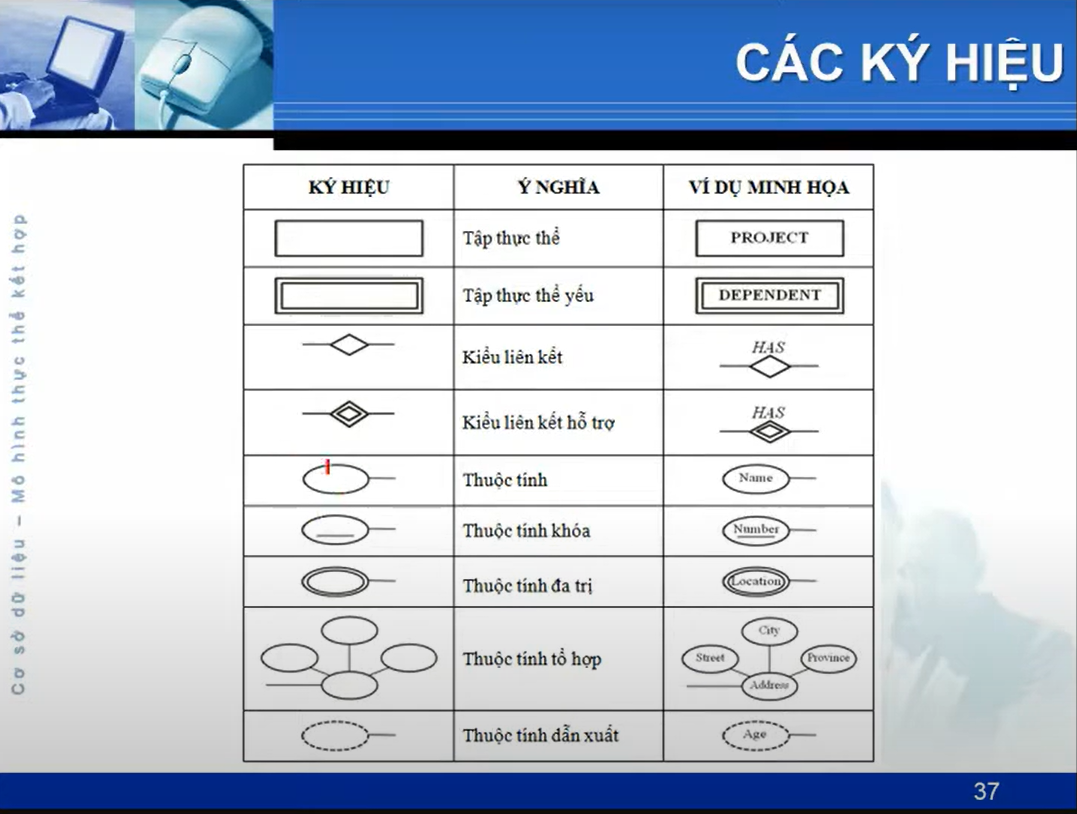 CÁC KÝ HIỆU
KÝ HIỆU Ý NGHĨA VÍ DỤ MINH HỌA
Tập thực thể PROJECT
Tập thực thể yếu DEPENDENT
Kiểu liên kết HAS
Kiểu liên kết hỗ trợ HAS
Thuộc tính Name
Thuộc tính khóa Number
Thuộc tính đa trị Location
Thuộc tính tổ hợp City Street Province Address
Thuộc tính dẫn xuất Age
Cơ sở dữ liệu – Mô hình thực thể kết hợp
37